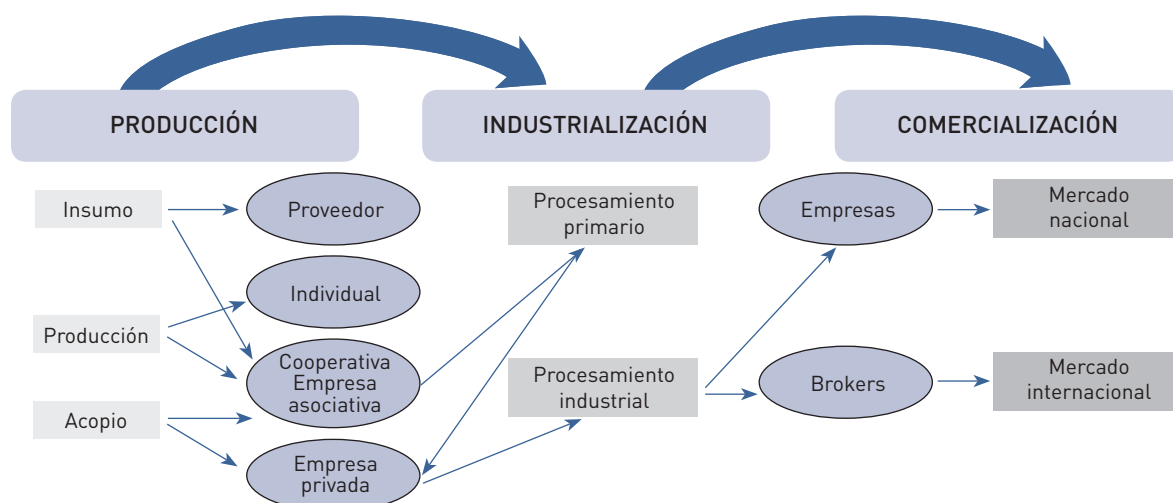 PRODUCCIÓN
INDUSTRIALIZACIÓN
COMERCIALIZACIÓN
Insumo
Producción
Acopio
Proveedor
Individual
Cooperativa
Empresa
asociativa
Empresa
privada
Procesamiento
primario
Procesamiento
industrial
Empresas
Brokers
Mercado
nacional
Mercado
internacional